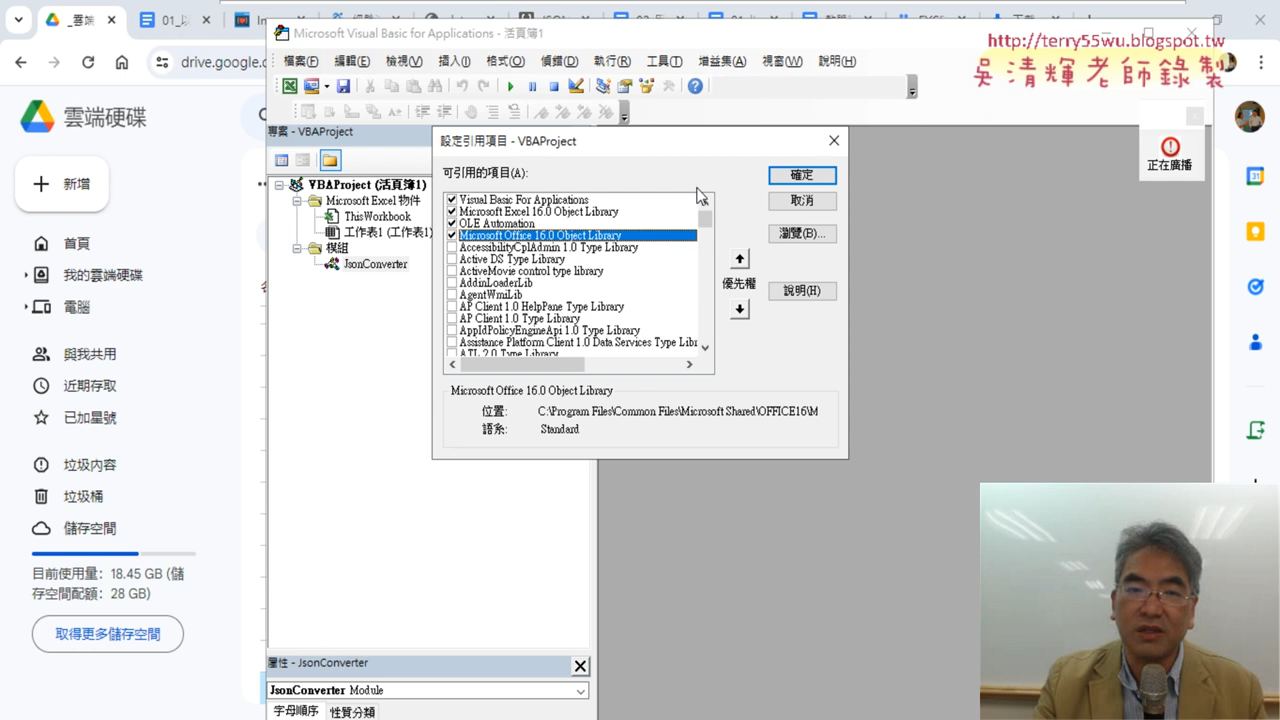 _雲端
01_
Microsoft Visual Basic for Applications - 活頁簿1
http://terry55wu.blogspot.tw
吳清輝老師錄製
drive.google.c
檔案(F) 編輯(E) 檢視(V) 插入(I) 格式(O) 偵錯(D) 執行(R) 工具(T) 增益集(A) 視窗(W) 說明(H)
雲端硬碟
正在廣播
專案 - VBAProject
設定引用項目 - VBAProject
可引用的項目(A):
新增
VBAProject (活頁簿1)
Microsoft Excel 物件
ThisWorkbook
工作表1 (工作表1)
模組
JsonConverter
Visual Basic For Applications
Microsoft Excel 16.0 Object Library
OLE Automation
Microsoft Office 16.0 Object Library
AccessibilityCplAdmin 1.0 Type Library
Active DS Type Library
ActiveMovie control type library
AddinLoaderLib
AgentWmiLib
AP Client 1.0 HelpPane Type Library
AP Client 1.0 Type Library
AppIdPolicyEngineApi 1.0 Type Library
Assistance Platform Client 1.0 Data Services Type Libr
ATL 2.0 Type Library
確定
取消
瀏覽(B)...
優先權
說明(H)
Microsoft Office 16.0 Object Library
位置: C:\Program Files\Common Files\Microsoft Shared\OFFICE16\M
語系: Standard
首頁
我的雲端硬碟
電腦
與我共用
近期存取
已加星號
垃圾內容
垃圾桶
儲存空間
目前使用量：18.45 GB (儲
存空間配額：28 GB)
取得更多儲存空間
屬性 - JsonConverter
JsonConverter Module
字母順序 性質分類
31